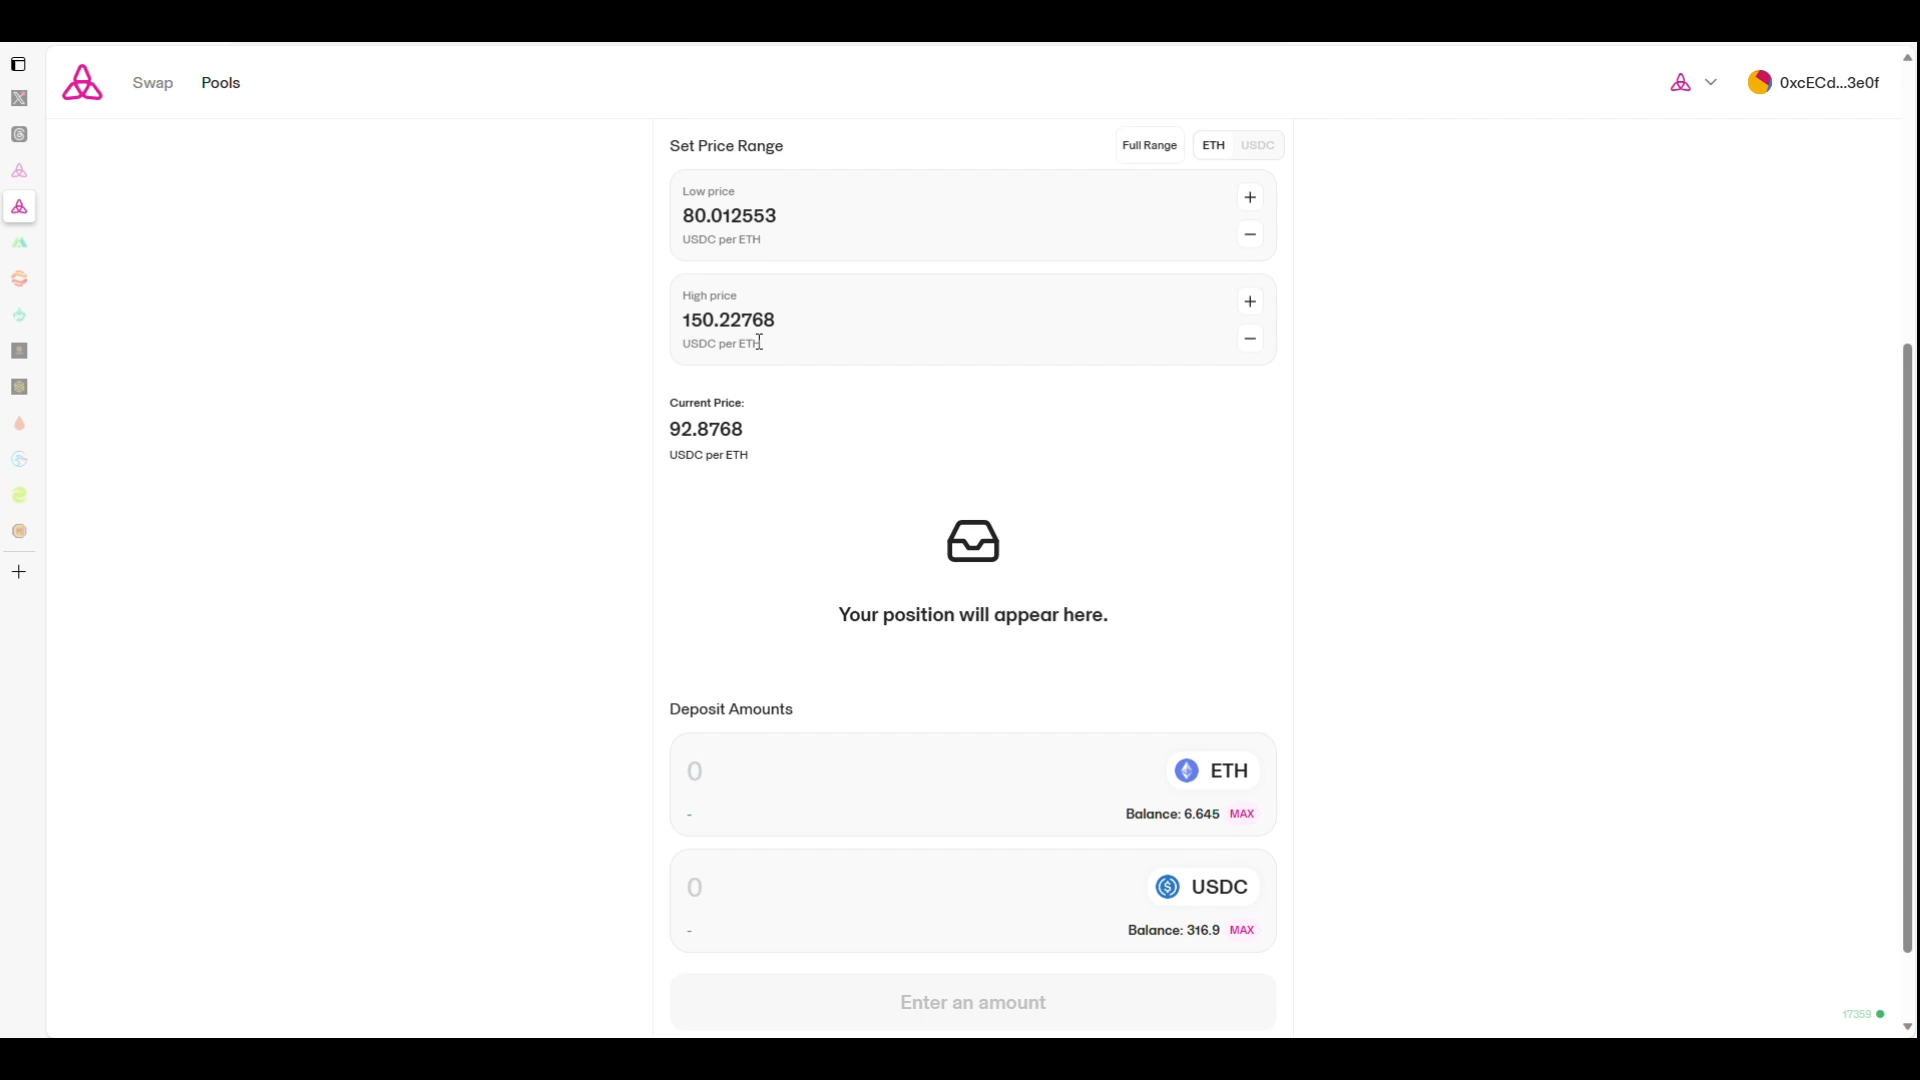 Swap
Pools
0xcECd...3e0f
Set Price Range
Full Range
ETH
USDC
Low price
80.012553
USDC per ETH
+
−
High price
150.22768
USDC per ETH
+
−
Current Price:
92.8768
USDC per ETH
Your position will appear here.
Deposit Amounts
0
ETH
-
Balance: 6.645 MAX
0
USDC
-
Balance: 316.9 MAX
Enter an amount
17359